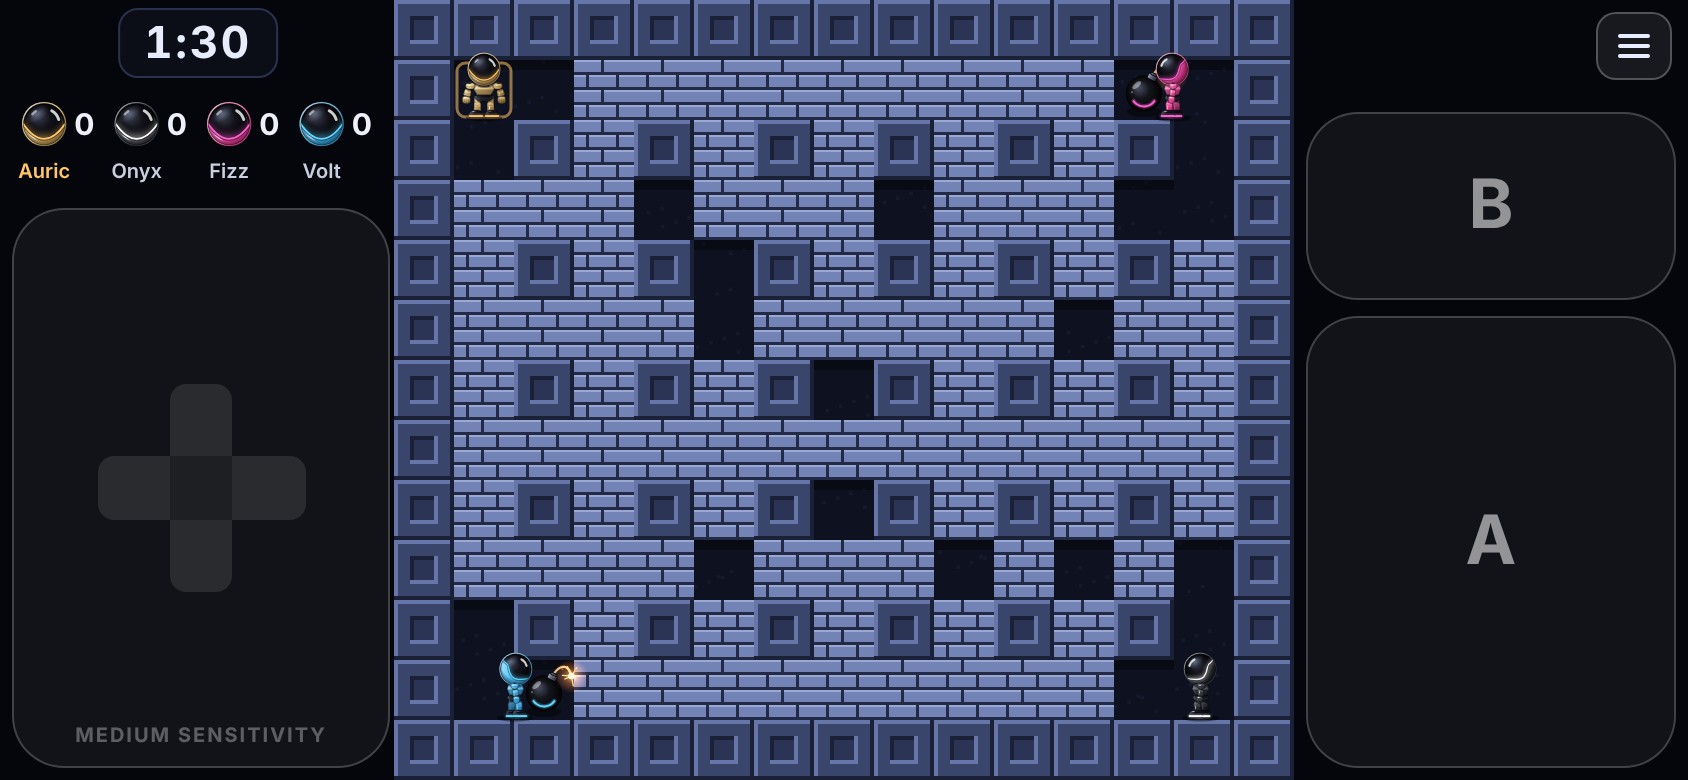 1:30
0 0 0 0
Auric Onyx Fizz Volt
B
A
MEDIUM SENSITIVITY